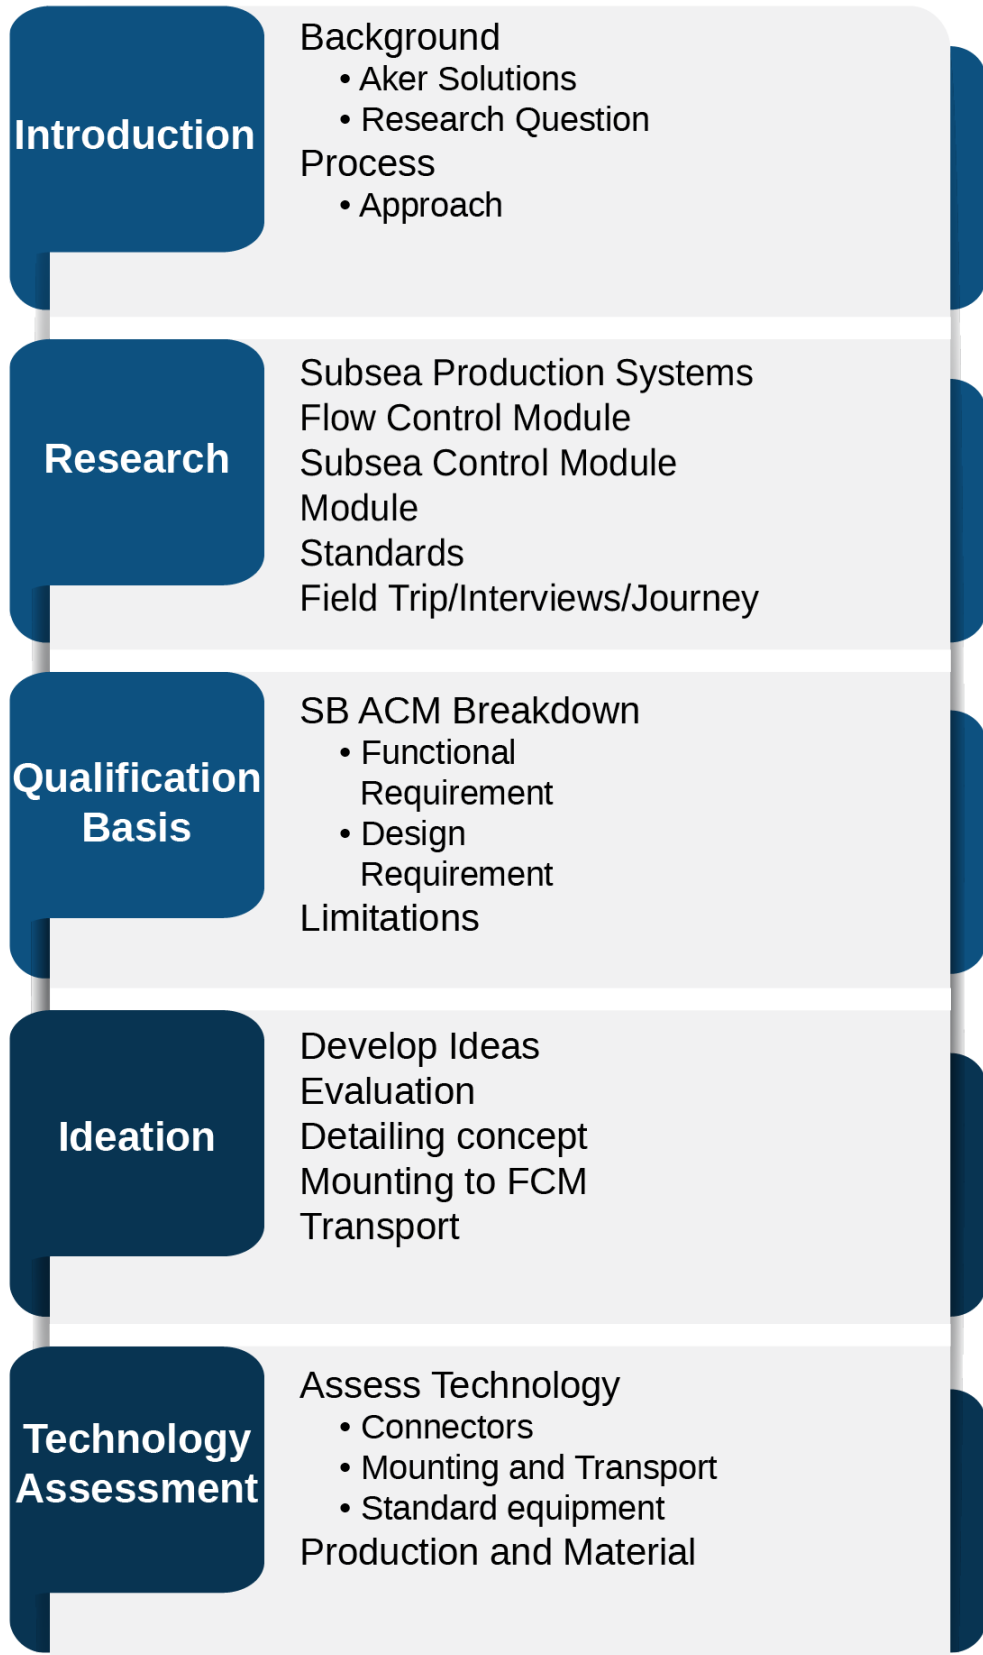 Introduction
Background
• Aker Solutions
• Research Question
Process
• Approach
Research
Subsea Production Systems
Flow Control Module
Subsea Control Module
Module
Standards
Field Trip/Interviews/Journey
Qualification
Basis
SB ACM Breakdown
• Functional
Requirement
• Design
Requirement
Limitations
Ideation
Develop Ideas
Evaluation
Detailing concept
Mounting to FCM
Transport
Technology
Assessment
Assess Technology
• Connectors
• Mounting and Transport
• Standard equipment
Production and Material